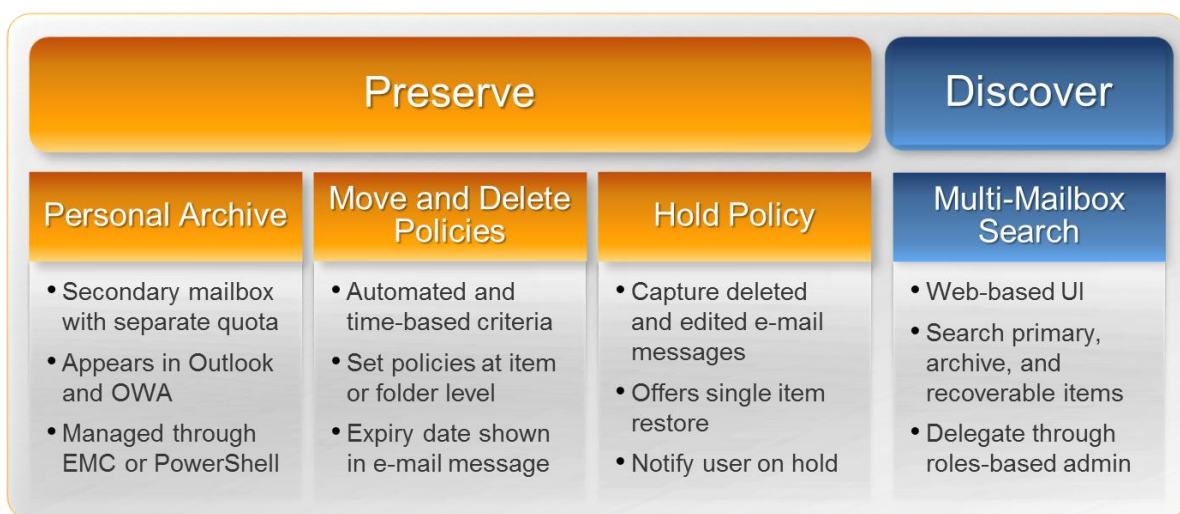 Preserve
Discover
Personal Archive
Move and Delete
Policies
Hold Policy
Multi-Mailbox
Search
• Secondary mailbox
with separate quota
• Appears in Outlook
and OWA
• Managed through
EMC or PowerShell
• Automated and
time-based criteria
• Set policies at item
or folder level
• Expiry date shown
in e-mail message
• Capture deleted
and edited e-mail
messages
• Offers single item
restore
• Notify user on hold
• Web-based UI
• Search primary,
archive, and
recoverable items
• Delegate through
roles-based admin